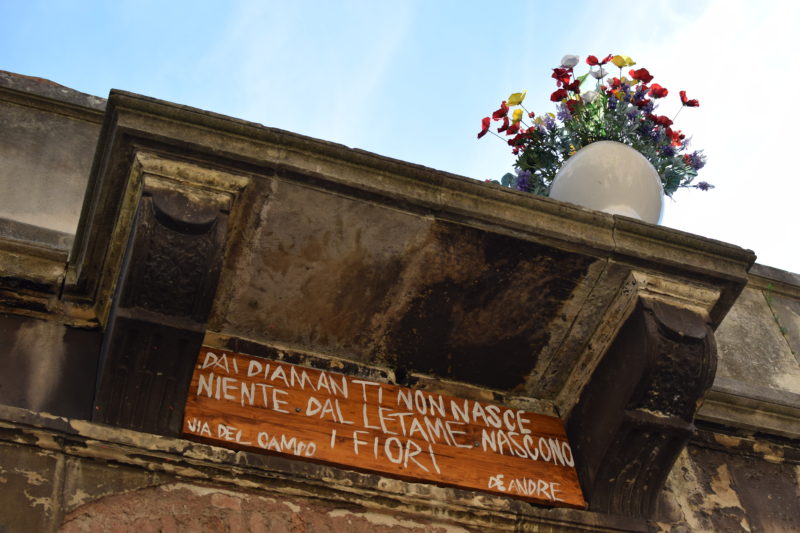 .DAI DIAMANTI NON NASCE
NIENTE DAL LETAME NASCONO
VIA DEL CAMPO I FIORI
DE ANDRE